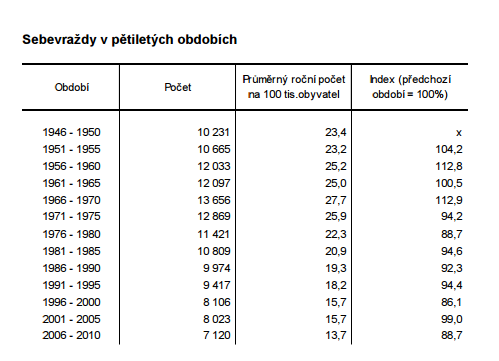 Sebevraždy v pětiletých obdobích
Období Počet Průměrný roční počet na 100 tis.obyvatel Index (předchozí období = 100%)
1946 - 1950 10 231 23,4 x
1951 - 1955 10 665 23,2 104,2
1956 - 1960 12 033 25,2 112,8
1961 - 1965 12 097 25,0 100,5
1966 - 1970 13 656 27,7 112,9
1971 - 1975 12 869 25,9 94,2
1976 - 1980 11 421 22,3 88,7
1981 - 1985 10 809 20,9 94,6
1986 - 1990 9 974 19,3 92,3
1991 - 1995 9 417 18,2 94,4
1996 - 2000 8 106 15,7 86,1
2001 - 2005 8 023 15,7 99,0
2006 - 2010 7 120 13,7 88,7